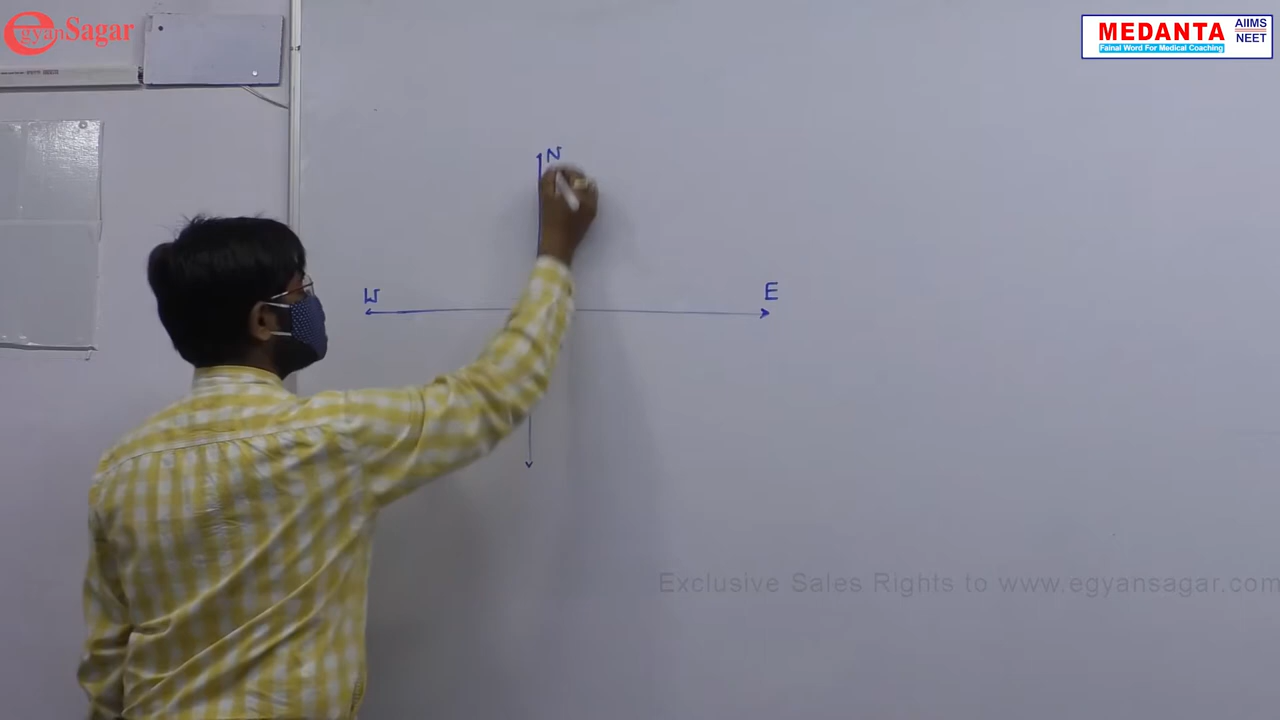 egyanSagar
MEDANTA
Fainal Word For Medical Coaching
AIIMS
NEET
N
W
E
Exclusive Sales Rights to www.egyansagar.com